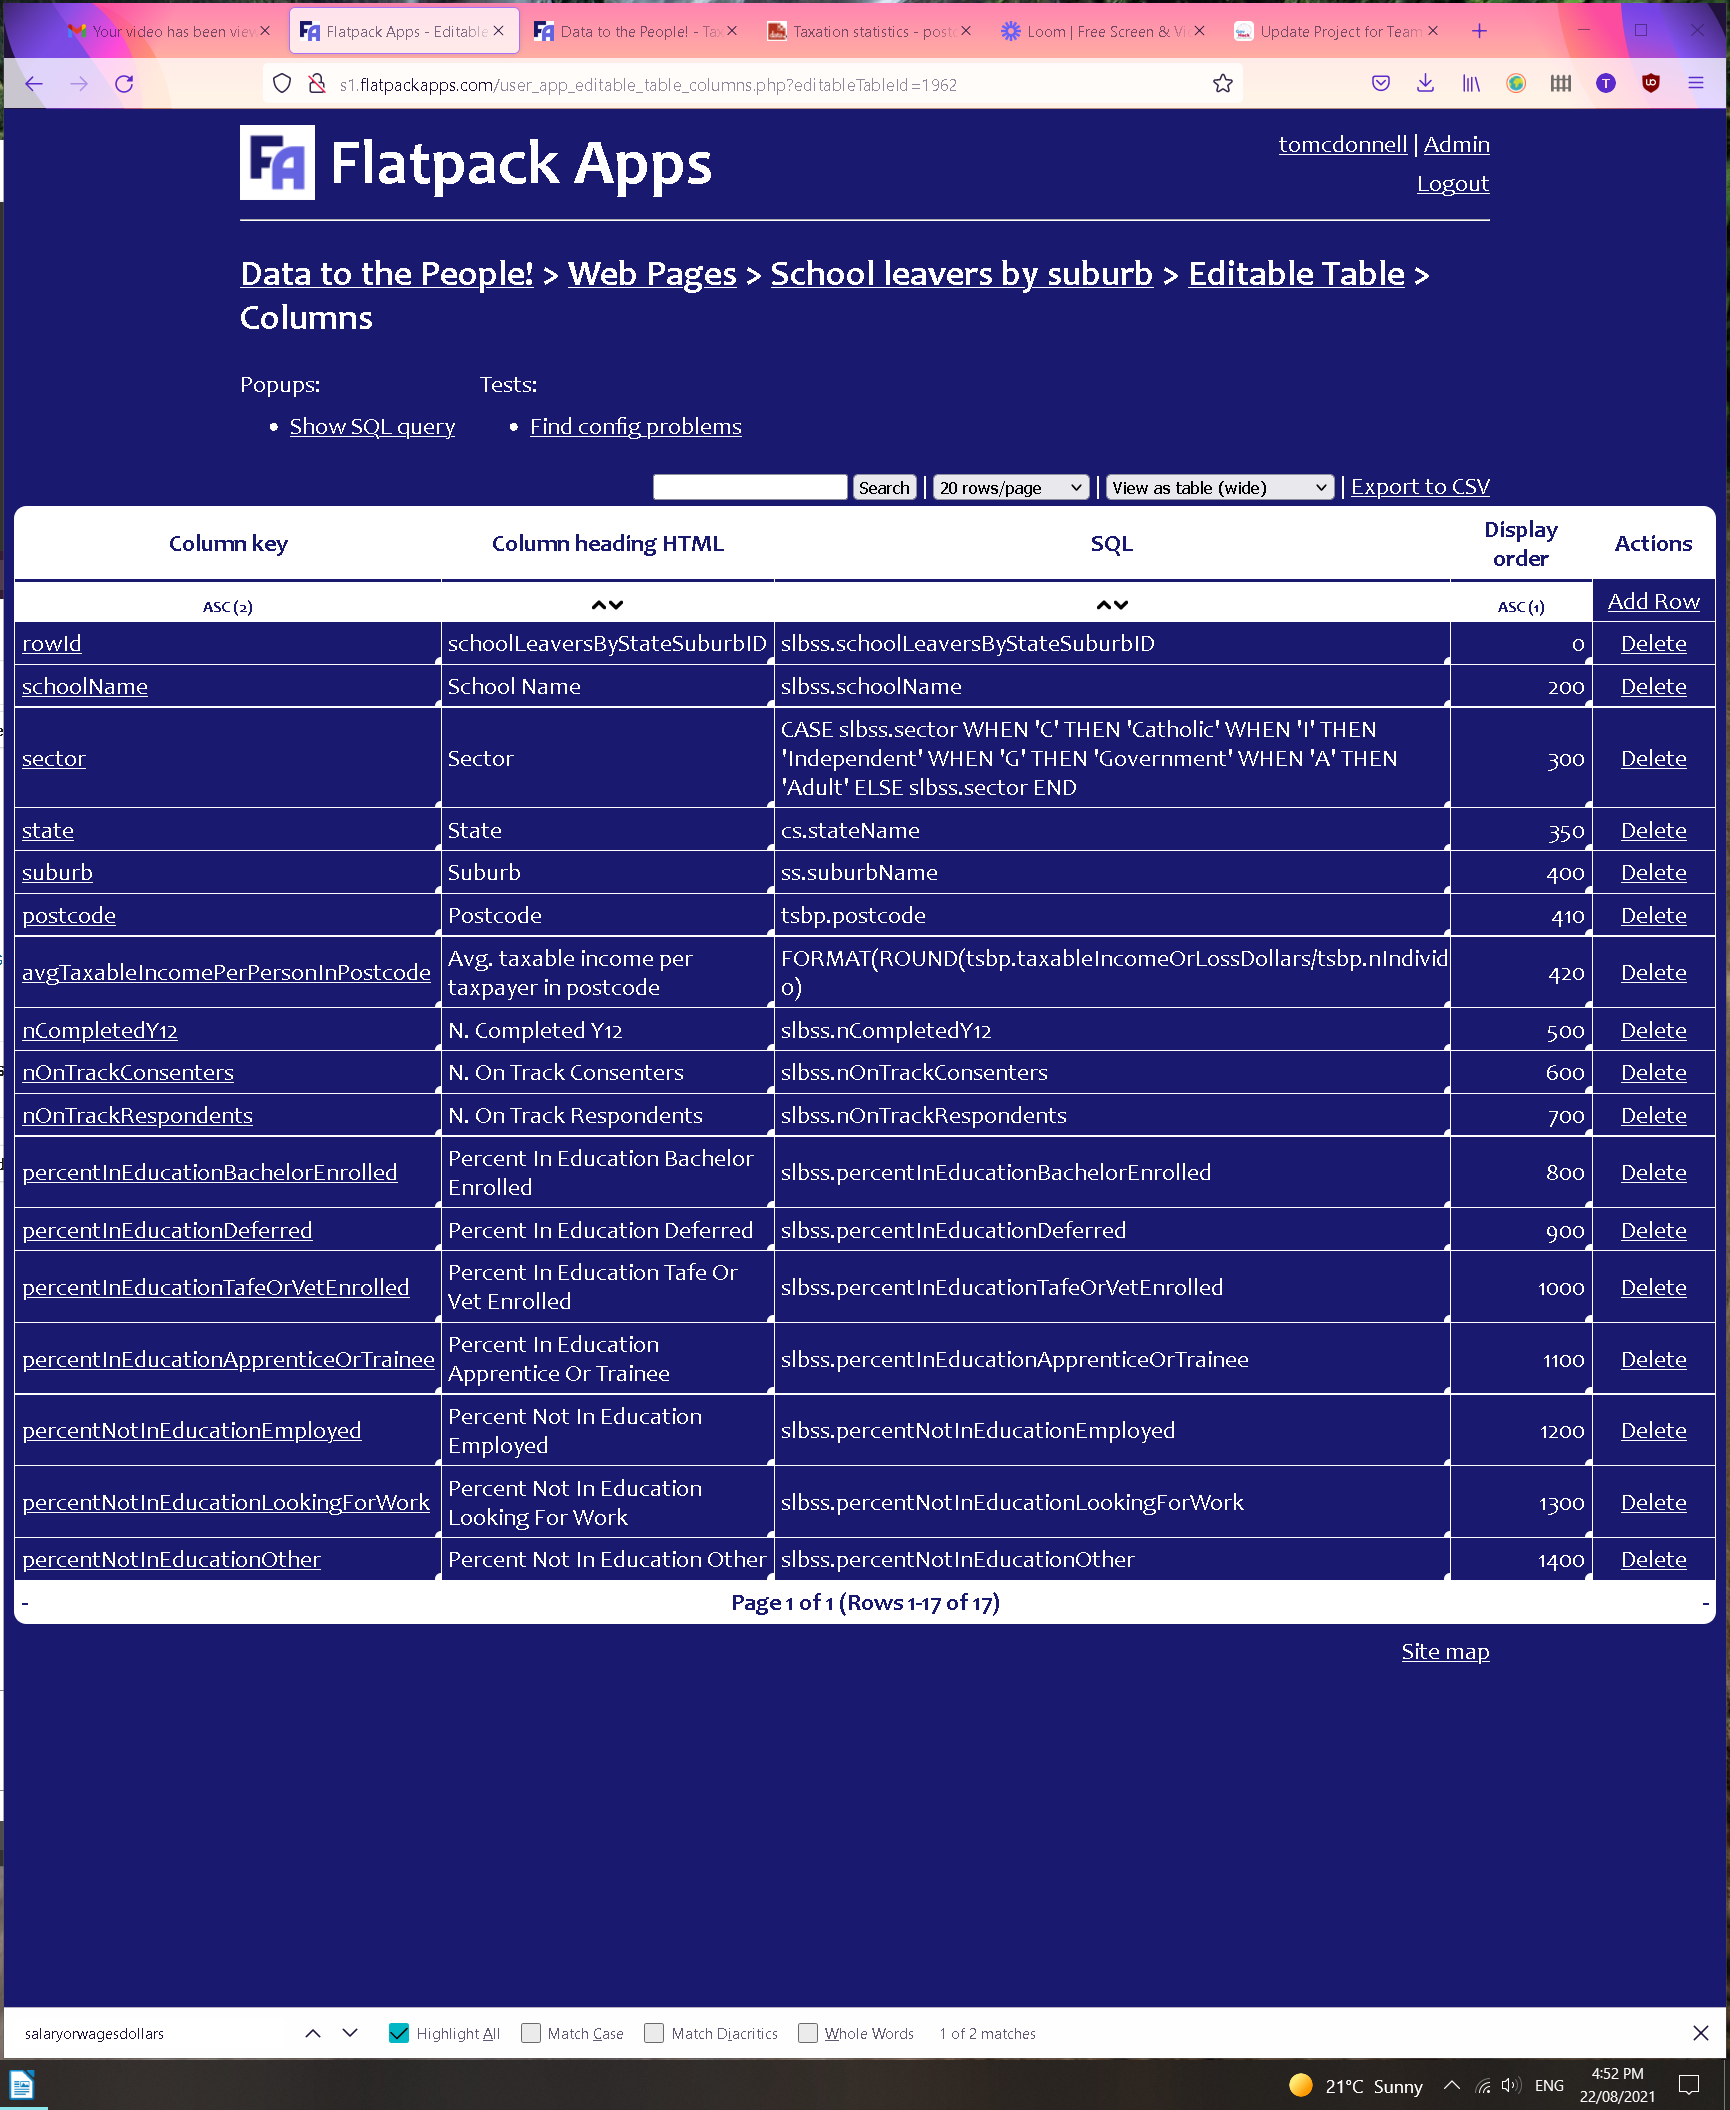 Your video has been view
Flatpack Apps - Editable
Data to the People! - Tax
Taxation statistics - postc
Loom | Free Screen & Vi
Update Project for Team
s1.flatpackapps.com/user_app_editable_table_columns.php?editableTableId=1962
FA Flatpack Apps
tomcdonnell | Admin
Logout
Data to the People! > Web Pages > School leavers by suburb > Editable Table >
Columns
Popups:
• Show SQL query
Tests:
• Find config problems
Search | 20 rows/page | View as table (wide) | Export to CSV
Column key Column heading HTML SQL Display order Actions
ASC (2) ASC (1) Add Row
rowId schoolLeaversByStateSuburbID slbss.schoolLeaversByStateSuburbID 0 Delete
schoolName School Name slbss.schoolName 200 Delete
sector Sector CASE slbss.sector WHEN 'C' THEN 'Catholic' WHEN 'I' THEN 'Independent' WHEN 'G' THEN 'Government' WHEN 'A' THEN 'Adult' ELSE slbss.sector END 300 Delete
state State cs.stateName 350 Delete
suburb Suburb ss.suburbName 400 Delete
postcode Postcode tsbp.postcode 410 Delete
avgTaxableIncomePerPersonInPostcode Avg. taxable income per taxpayer in postcode FORMAT(ROUND(tsbp.taxableIncomeOrLossDollars/tsbp.nIndivid 0) 420 Delete
nCompletedY12 N. Completed Y12 slbss.nCompletedY12 500 Delete
nOnTrackConsenters N. On Track Consenters slbss.nOnTrackConsenters 600 Delete
nOnTrackRespondents N. On Track Respondents slbss.nOnTrackRespondents 700 Delete
percentInEducationBachelorEnrolled Percent In Education Bachelor Enrolled slbss.percentInEducationBachelorEnrolled 800 Delete
percentInEducationDeferred Percent In Education Deferred slbss.percentInEducationDeferred 900 Delete
percentInEducationTafeOrVetEnrolled Percent In Education Tafe Or Vet Enrolled slbss.percentInEducationTafeOrVetEnrolled 1000 Delete
percentInEducationApprenticeOrTrainee Percent In Education Apprentice Or Trainee slbss.percentInEducationApprenticeOrTrainee 1100 Delete
percentNotInEducationEmployed Percent Not In Education Employed slbss.percentNotInEducationEmployed 1200 Delete
percentNotInEducationLookingForWork Percent Not In Education Looking For Work slbss.percentNotInEducationLookingForWork 1300 Delete
percentNotInEducationOther Percent Not In Education Other slbss.percentNotInEducationOther 1400 Delete
- Page 1 of 1 (Rows 1-17 of 17) -
Site map
salaryorwagesdollars Highlight All Match Case Match Diacritics Whole Words 1 of 2 matches
21°C Sunny ENG 4:52 PM
22/08/2021